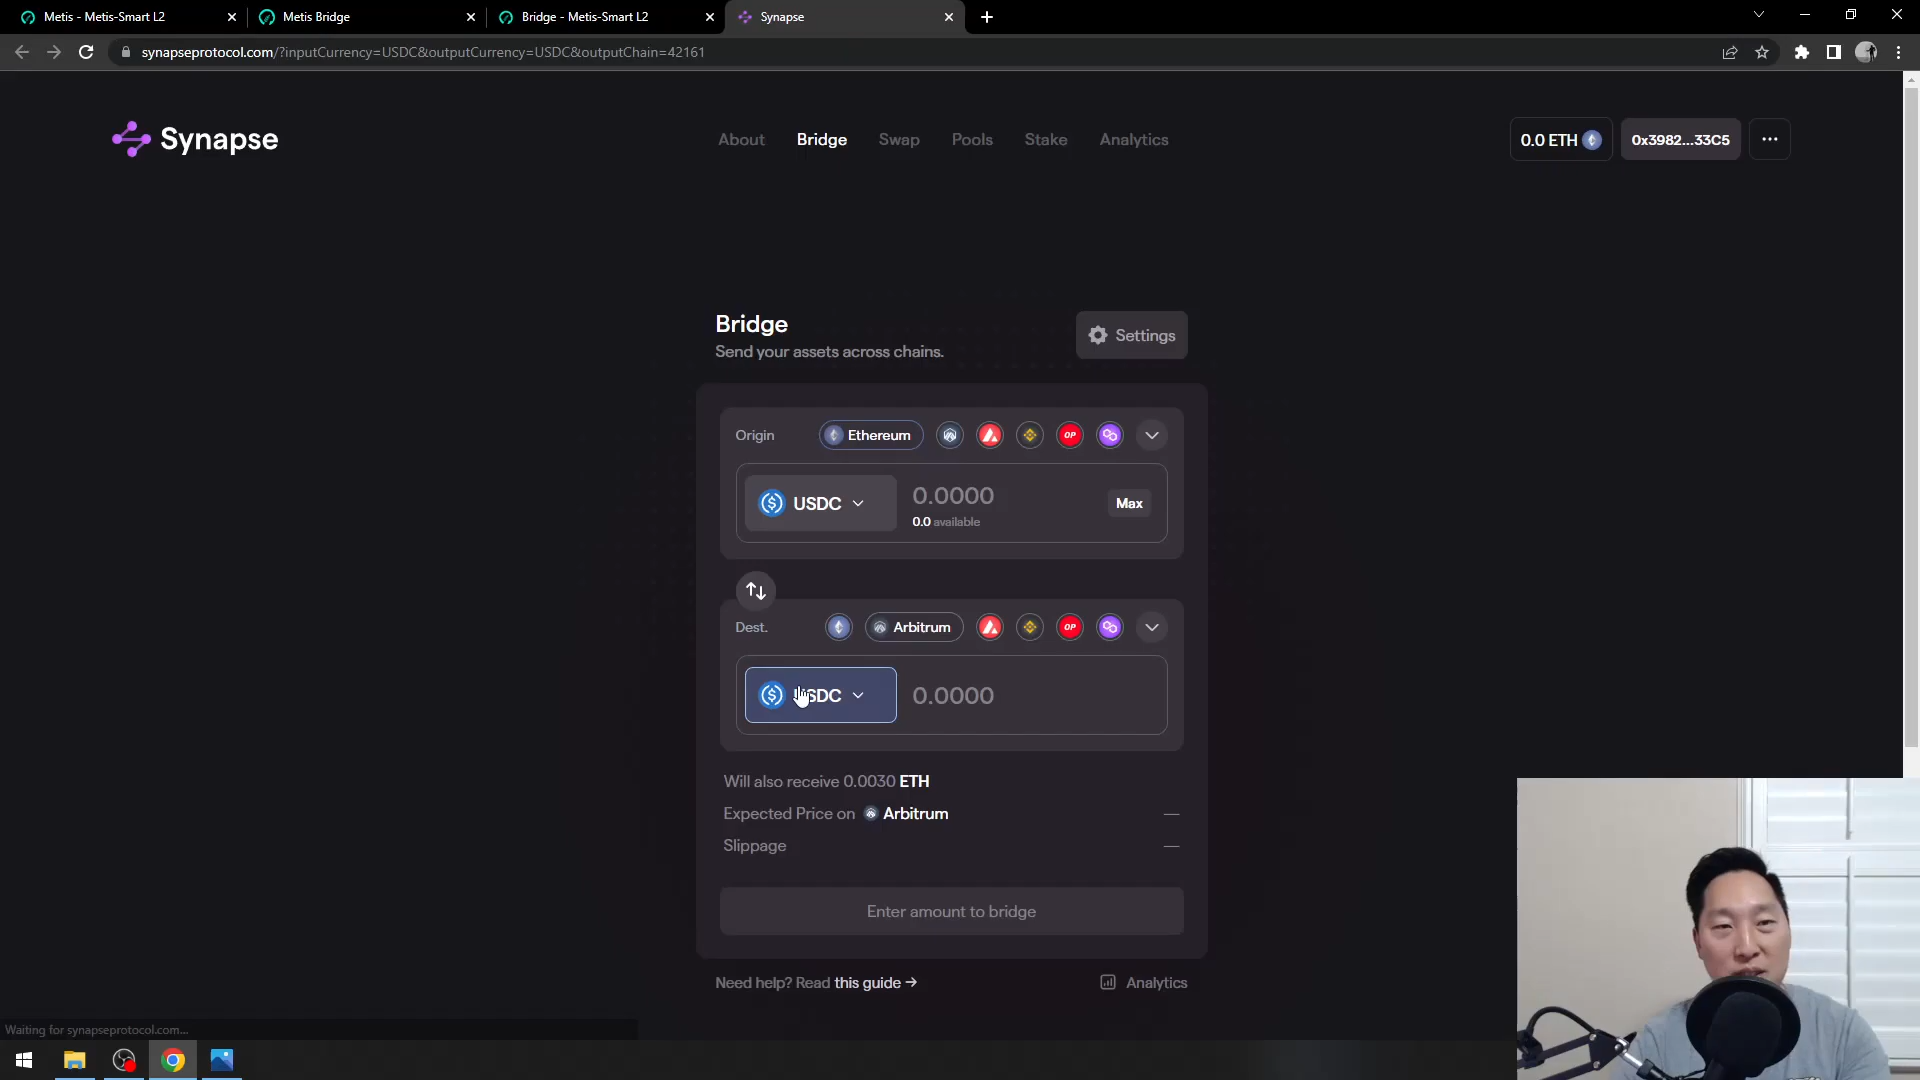 Metis - Metis-Smart L2
Metis Bridge
Bridge - Metis-Smart L2
Synapse
synapseprotocol.com/?inputCurrency=USDC&outputCurrency=USDC&outputChain=42161
Synapse
About
Bridge
Swap
Pools
Stake
Analytics
0.0 ETH
0x3982...33C5
Bridge
Settings
Send your assets across chains.
Origin
Ethereum
OP
USDC
0.0000
Max
0.0 available
Dest.
Arbitrum
OP
USDC
0.0000
Will also receive 0.0030 ETH
Expected Price on Arbitrum —
Slippage —
Enter amount to bridge
Need help? Read this guide →
Analytics
Waiting for synapseprotocol.com...